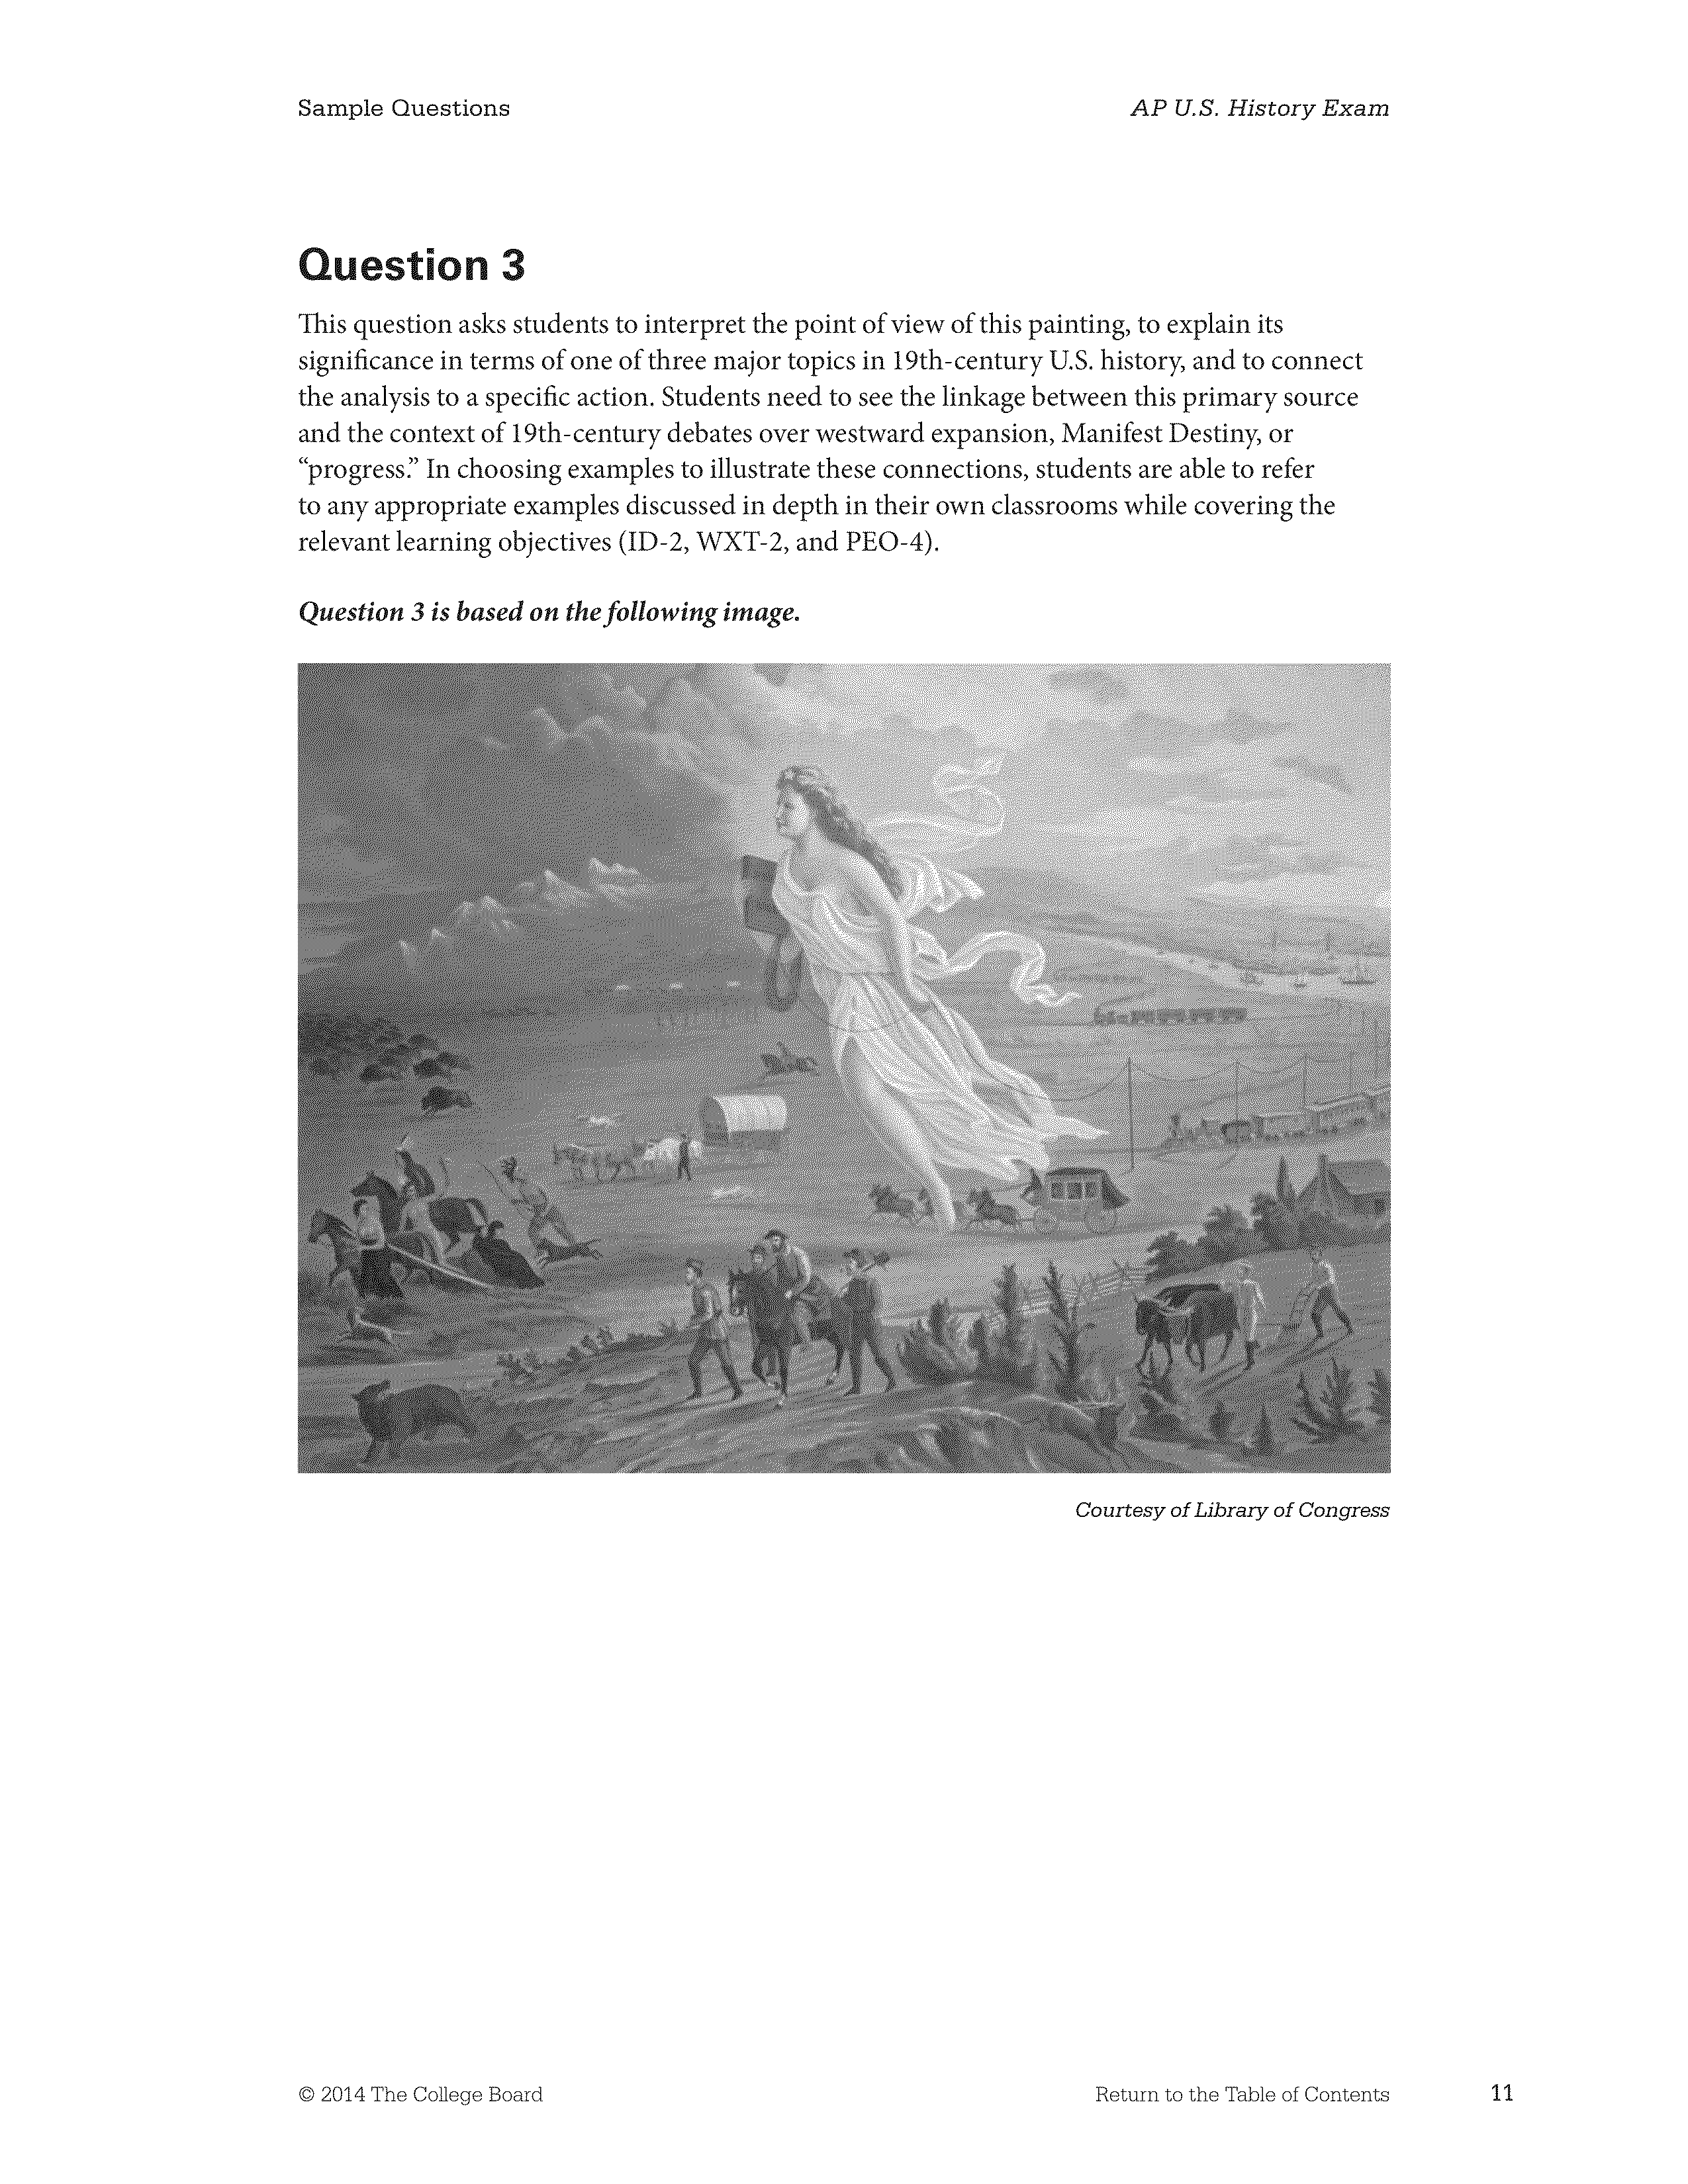 Sample Questions
AP U.S. History Exam
Question 3
This question asks students to interpret the point of view of this painting, to explain its
significance in terms of one of three major topics in 19th-century U.S. history, and to connect
the analysis to a specific action. Students need to see the linkage between this primary source
and the context of 19th-century debates over westward expansion, Manifest Destiny, or
“progress.” In choosing examples to illustrate these connections, students are able to refer
to any appropriate examples discussed in depth in their own classrooms while covering the
relevant learning objectives (ID-2, WXT-2, and PEO-4).
Question 3 is based on the following image.
Courtesy of Library of Congress
© 2014 The College Board
Return to the Table of Contents
11